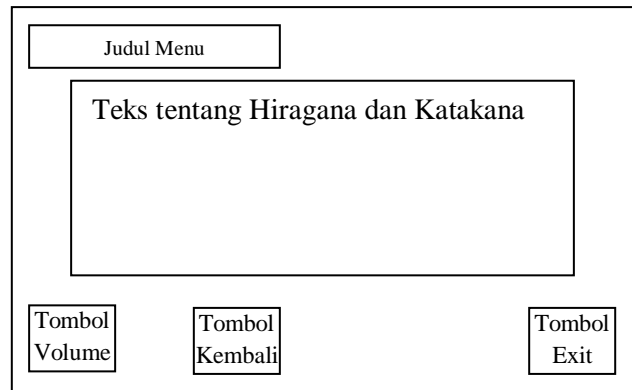 Judul Menu
Teks tentang Hiragana dan Katakana
Tombol
Volume
Tombol
Kembali
Tombol
Exit